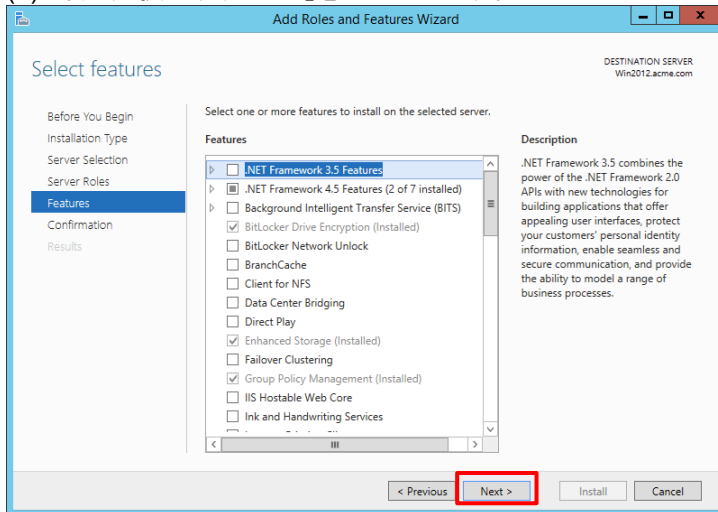 Add Roles and Features Wizard
Select features
DESTINATION SERVER
Win2012.acme.com
Before You Begin
Installation Type
Server Selection
Server Roles
Features
Confirmation
Results
Select one or more features to install on the selected server.
Features
.NET Framework 3.5 Features
.NET Framework 4.5 Features (2 of 7 installed)
Background Intelligent Transfer Service (BITS)
BitLocker Drive Encryption (Installed)
BitLocker Network Unlock
BranchCache
Client for NFS
Data Center Bridging
Direct Play
Enhanced Storage (Installed)
Failover Clustering
Group Policy Management (Installed)
IIS Hostable Web Core
Ink and Handwriting Services
Description
.NET Framework 3.5 combines the
power of the .NET Framework 2.0
APIs with new technologies for
building applications that offer
appealing user interfaces, protect
your customers' personal identity
information, enable seamless and
secure communication, and provide
the ability to model a range of
business processes.
< Previous
Next >
Install
Cancel